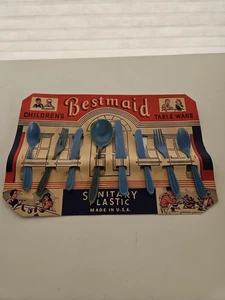 Bestmaid
CHILDREN'S TABLE WARE
SANITARY
PLASTIC
MADE IN U.S.A.